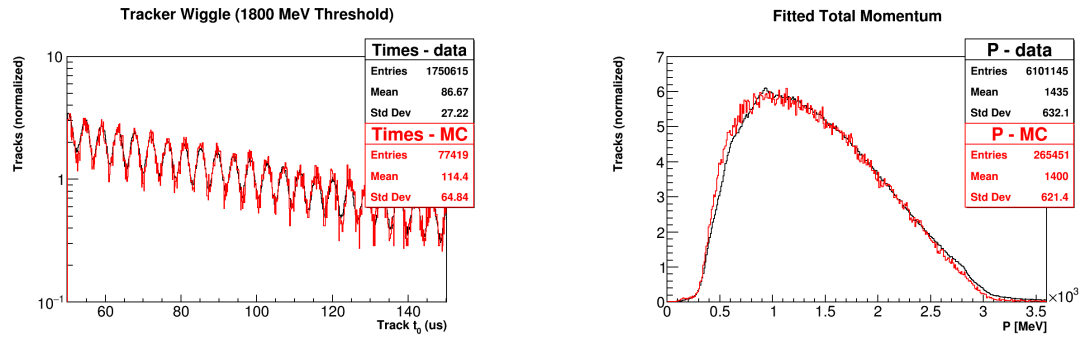 Tracker Wiggle (1800 MeV Threshold)
Tracks (normalized)
10
1
10⁻¹
60
80
100
120
140
Track t₀ (us)
Times - data
Entries 1750615
Mean 86.67
Std Dev 27.22
Times - MC
Entries 77419
Mean 114.4
Std Dev 64.84
Fitted Total Momentum
Tracks (normalized)
7
6
5
4
3
2
1
0
0
0.5
1
1.5
2
2.5
3
3.5
×10³
P [MeV]
P - data
Entries 6101145
Mean 1435
Std Dev 632.1
P - MC
Entries 265451
Mean 1400
Std Dev 621.4